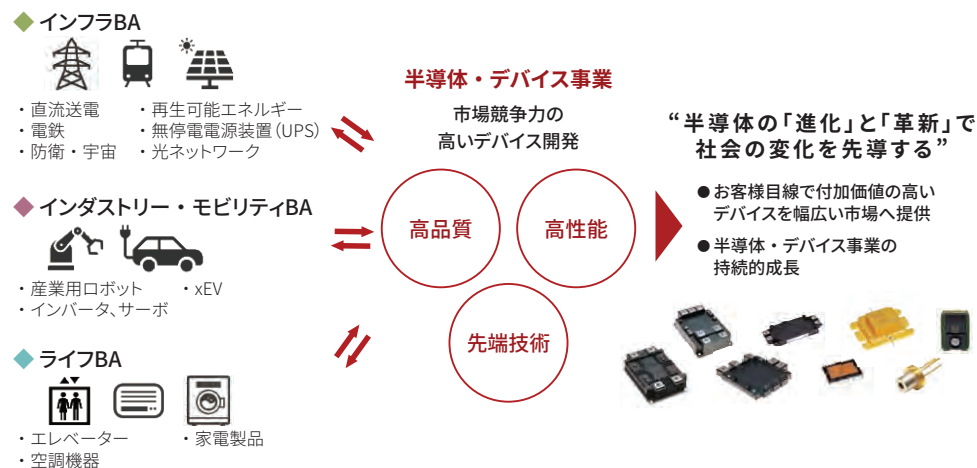 ◆ インフラBA
・直流送電
・電鉄
・防衛・宇宙
・再生可能エネルギー
・無停電電源装置(UPS)
・光ネットワーク
◆ インダストリー・モビリティBA
・産業用ロボット
・インバータ、サーボ
・xEV
◆ ライフBA
・エレベーター
・空調機器
・家電製品
半導体・デバイス事業
市場競争力の
高いデバイス開発
高品質
高性能
先端技術
“半導体の「進化」と「革新」で
社会の変化を先導する”
●お客様目線で付加価値の高い
デバイスを幅広い市場へ提供
●半導体・デバイス事業の
持続的成長